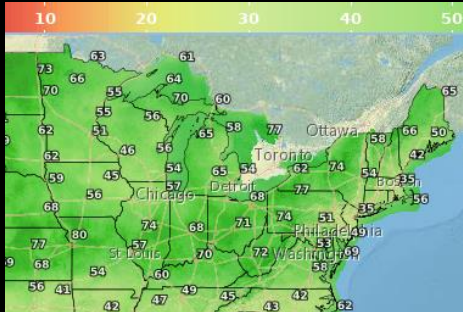 10 20 30 40 50
63 61
73 66 64 65
70 55 70 60
55 56 58 77 Ottawa
62 51 65 58 66 50
62 46 56 Toronto 42
59 45 54 65 54 62 74 54 Boston 35
56 57 Detroit 77 56
68 Chicago 68 35
80 74 68 71 74 51
77 57 Philadelphia 49
68 St Louis 70 72 Washington 53 69
54 60 58
56 41 49 45 42
42 47 43 62